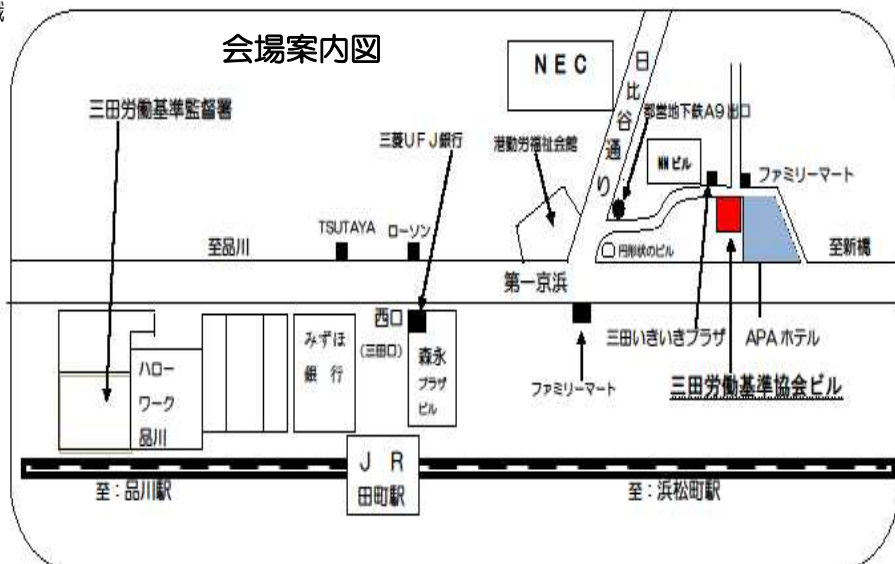 会場案内図
NEC
日比谷通り
三田労働基準監督署
都営地下鉄A9出口
三菱UFJ銀行
港勤労福祉会館
NNビル
ファミリーマート
TSUTAYA
ローソン
至品川
円形状のビル
至新橋
第一京浜
西口
(三田口)
みずほ
銀行
森永
プラザ
ビル
三田いきいきプラザ
APAホテル
ハロー
ワーク
品川
ファミリーマート
三田労働基準協会ビル
JR
田町駅
至:品川駅
至:浜松町駅